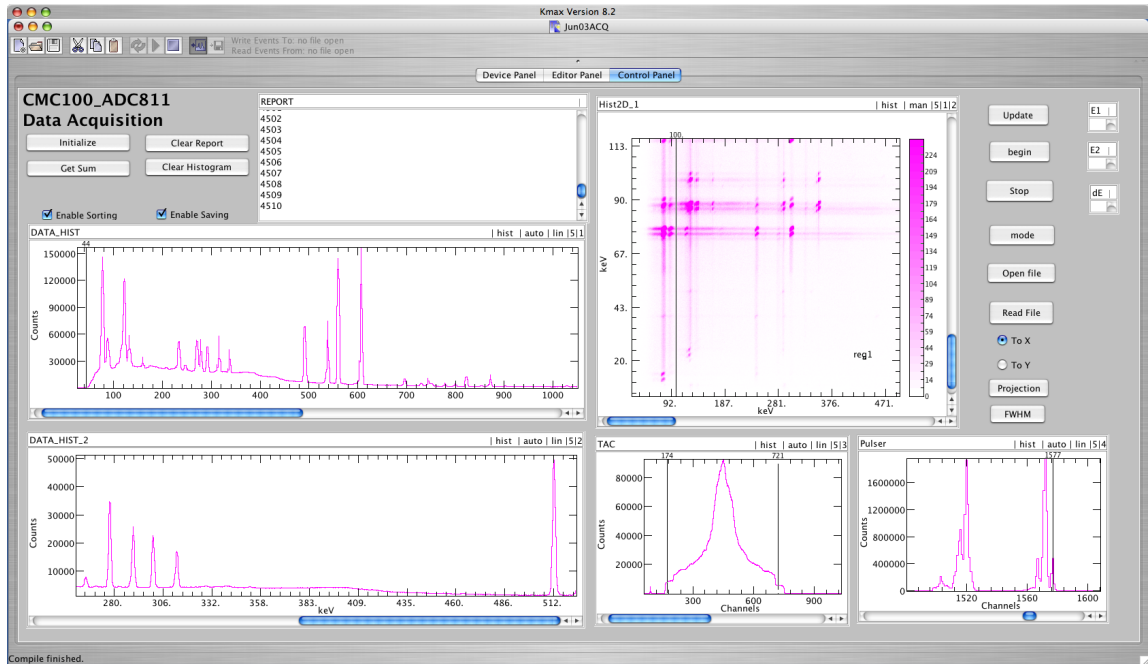 Kmax Version 8.2
Jun03ACQ
Write Events To: no file open
Read Events From: no file open
Device Panel Editor Panel Control Panel
CMC100_ADC811
Data Acquisition
Initialize Clear Report
Get Sum Clear Histogram
Enable Sorting Enable Saving
REPORT
4502
4503
4504
4505
4506
4507
4508
4509
4510
Hist2D_1 | hist | man |5|1|2
100.
113.
90.
67.
43.
20.
keV
92. 187. 281. 376. 471.
keV
reg1
224
209
194
179
164
149
134
119
104
89
74
59
44
29
14
0
Update
begin
Stop
mode
Open file
Read File
To X
To Y
Projection
FWHM
E1 |
E2 |
dE |
DATA_HIST | hist | auto | lin |5|1
44
150000
120000
90000
60000
30000
Counts
100 200 300 400 500 600 700 800 900 1000
DATA_HIST_2 | hist | auto | lin |5|2
50000
40000
30000
20000
10000
Counts
280. 306. 332. 358. 383. 409. 435. 460. 486. 512.
keV
TAC | hist | auto | lin |5|3
174 721
80000
60000
40000
20000
Counts
300 600 900
Channels
Pulser | hist | auto | lin |5|4
1577
1600000
1200000
800000
400000
0
Counts
1520 1560 1600
Channels
Compile finished.